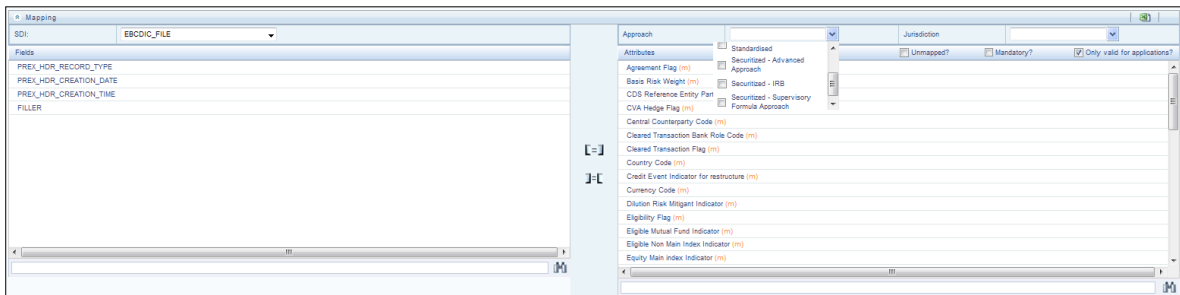 Mapping
SDI: EBCDIC_FILE
Approach Jurisdiction
Fields
Attributes Unmapped? Mandatory? Only valid for applications?
PREX_HDR_RECORD_TYPE
PREX_HDR_CREATION_DATE
PREX_HDR_CREATION_TIME
FILLER
Standardised
Securitized - Advanced
Approach
Securitized - IRB
Securitized - Supervisory
Formula Approach
Agreement Flag (m)
Basis Risk Weight (m)
CDS Reference Entity Part
CVA Hedge Flag (m)
Central Counterparty Code (m)
Cleared Transaction Bank Role Code (m)
Cleared Transaction Flag (m)
Country Code (m)
Credit Event Indicator for restructure (m)
Currency Code (m)
Dilution Risk Mitigant Indicator (m)
Eligibility Flag (m)
Eligible Mutual Fund Indicator (m)
Eligible Non Main Index Indicator (m)
Equity Main index Indicator (m)